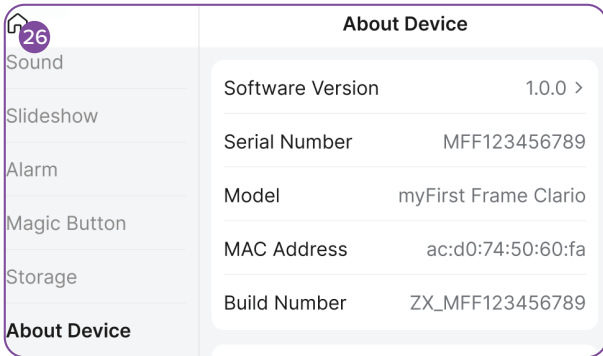 26
About Device
Sound
Slideshow
Alarm
Magic Button
Storage
About Device
Software Version 1.0.0 >
Serial Number MFF123456789
Model myFirst Frame Clario
MAC Address ac:d0:74:50:60:fa
Build Number ZX_MFF123456789